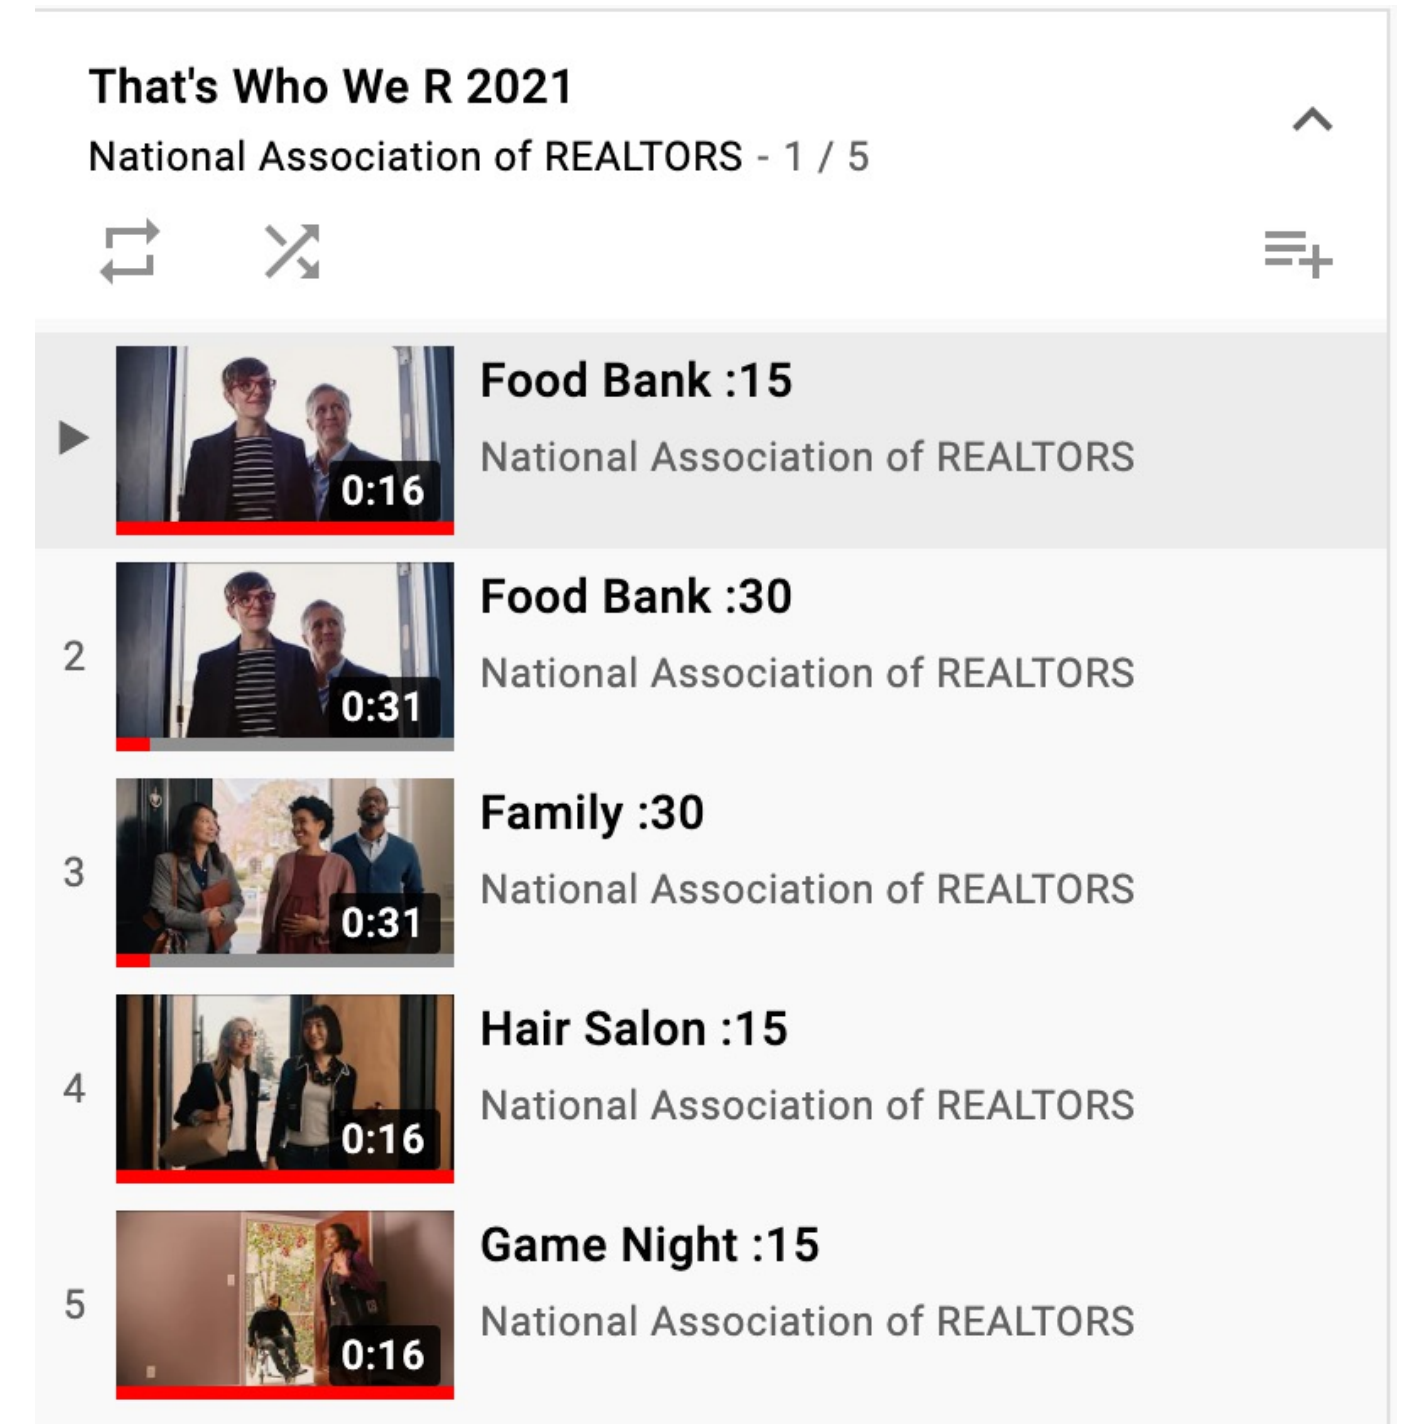 That's Who We R 2021
National Association of REALTORS - 1 / 5
Food Bank :15
National Association of REALTORS
0:16
2
Food Bank :30
National Association of REALTORS
0:31
3
Family :30
National Association of REALTORS
0:31
4
Hair Salon :15
National Association of REALTORS
0:16
5
Game Night :15
National Association of REALTORS
0:16